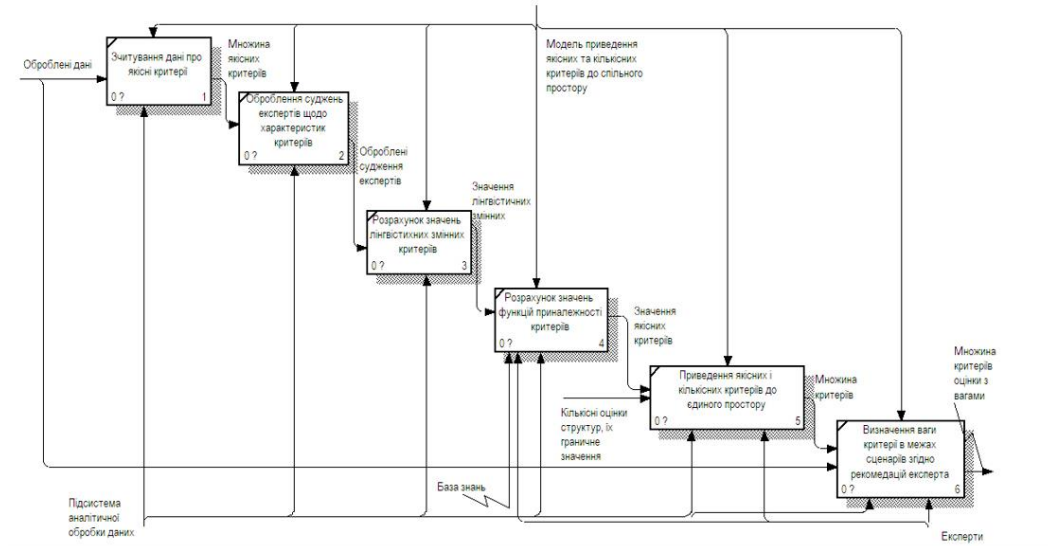 Оброблені дані
Зчитування дані про
якісні критерії
0 ?
1
Множина
якісних
критеріїв
Оброблення суджень
експертів щодо
характеристик
критеріїв
0 ?
2
Оброблені
судження
експертів
Розрахунок значень
лінгвістихних змінних
критеріїв
0 ?
3
Значення
лінгвістичних
змінних
Модель приведення
якісних та кількісних
критеріїв до спільного
простору
Розрахунок значень
функцій приналежності
критеріїв
0 ?
4
Значення
якісних
критеріїв
Кількісні оцінки
структур, їх
граничне
значення
Приведення якісних і
кількісних критеріїв до
єдиного простору
0 ?
5
Множина
критеріїв
Визначення ваги
критерії в межах
сценаріїв згідно
рекомедацій експерта
0 ?
6
Множина
критеріїв
оцінки з
вагами
База знань
Підсистема
аналітичної
обробки даних
Експерти